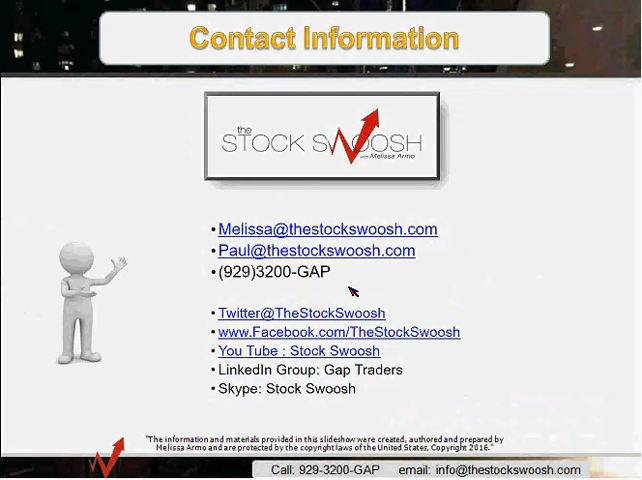 Contact Information
the
STOCK SWOOSH
with Melissa Armo
•Melissa@thestockswoosh.com
•Paul@thestockswoosh.com
•(929)3200-GAP
•Twitter@TheStockSwoosh
•www.Facebook.com/TheStockSwoosh
•You Tube : Stock Swoosh
•LinkedIn Group: Gap Traders
•Skype: Stock Swoosh
"The information and materials provided in this slideshow were created, authored and prepared by
Melissa Armo and are protected by the copyright laws of the United States, Copyright 2016."
Call: 929-3200-GAP email: info@thestockswoosh.com